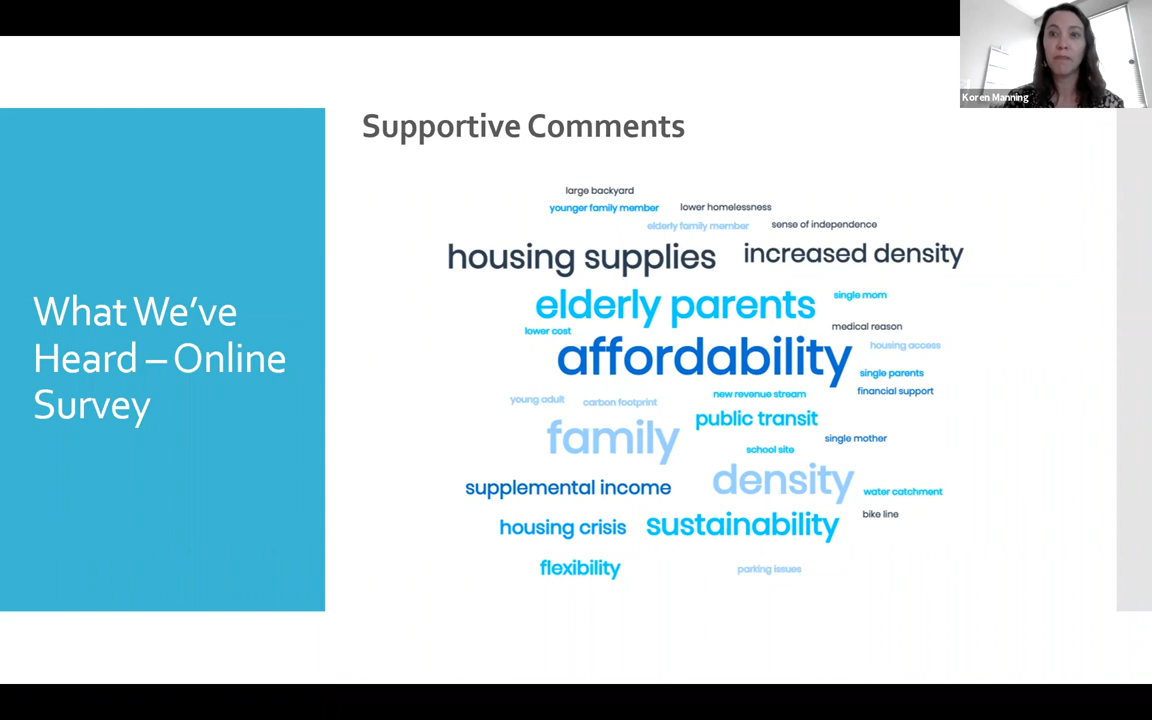 Koren Manning
Supportive Comments
What We've
Heard – Online
Survey
large backyard
younger family member
lower homelessness
elderly family member
sense of independence
housing supplies
increased density
elderly parents
single mom
lower cost
medical reason
affordability
housing access
single parents
financial support
new revenue stream
young adult
carbon footprint
public transit
family
single mother
school site
density
supplemental income
water catchment
housing crisis
sustainability
bike line
flexibility
parking issues